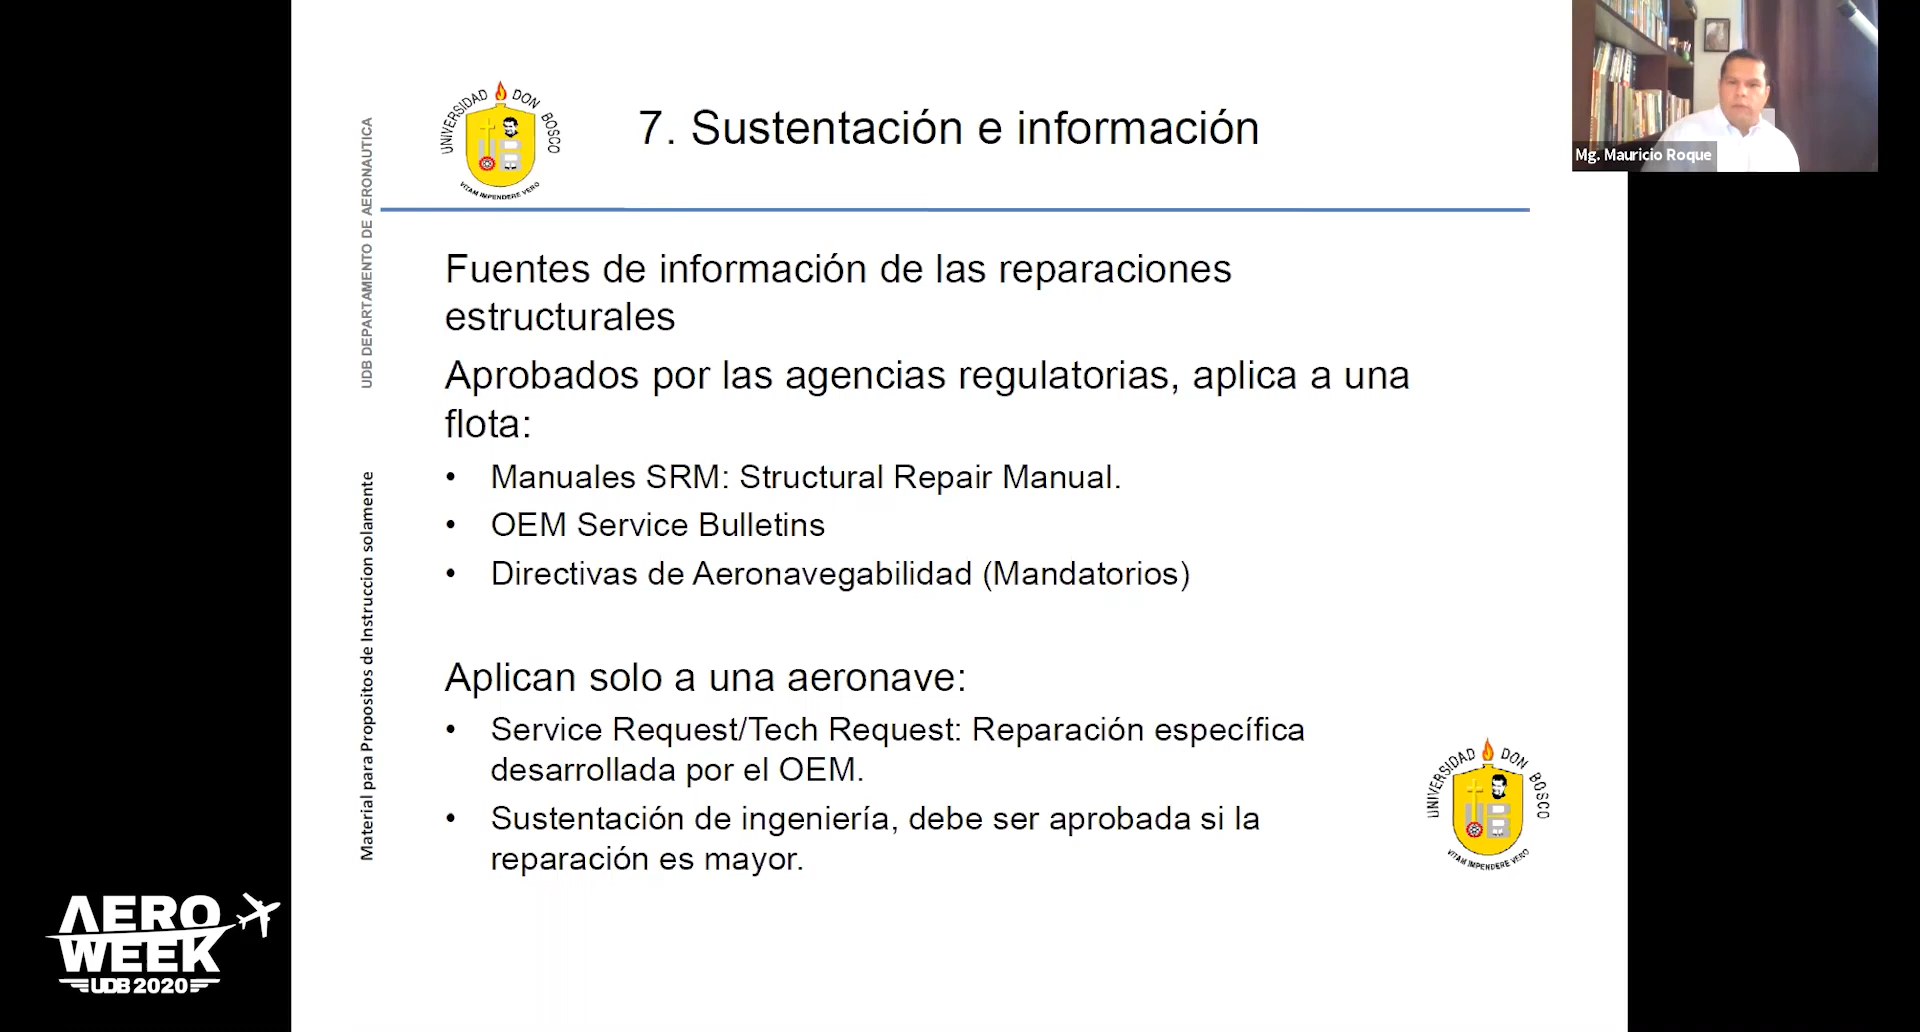 UNIVERSIDAD DON BOSCO
VITAM IMPENDERE VERO
7. Sustentación e información
Mg. Mauricio Roque
UDB DEPARTAMENTO DE AERONAUTICA
Material para Propositos de Instruccion solamente
Fuentes de información de las reparaciones
estructurales
Aprobados por las agencias regulatorias, aplica a una
flota:
• Manuales SRM: Structural Repair Manual.
• OEM Service Bulletins
• Directivas de Aeronavegabilidad (Mandatorios)
Aplican solo a una aeronave:
• Service Request/Tech Request: Reparación específica
desarrollada por el OEM.
• Sustentación de ingeniería, debe ser aprobada si la
reparación es mayor.
UNIVERSIDAD DON BOSCO
UDB
VITAM IMPENDERE VERO
AERO
WEEK
UDB 2020